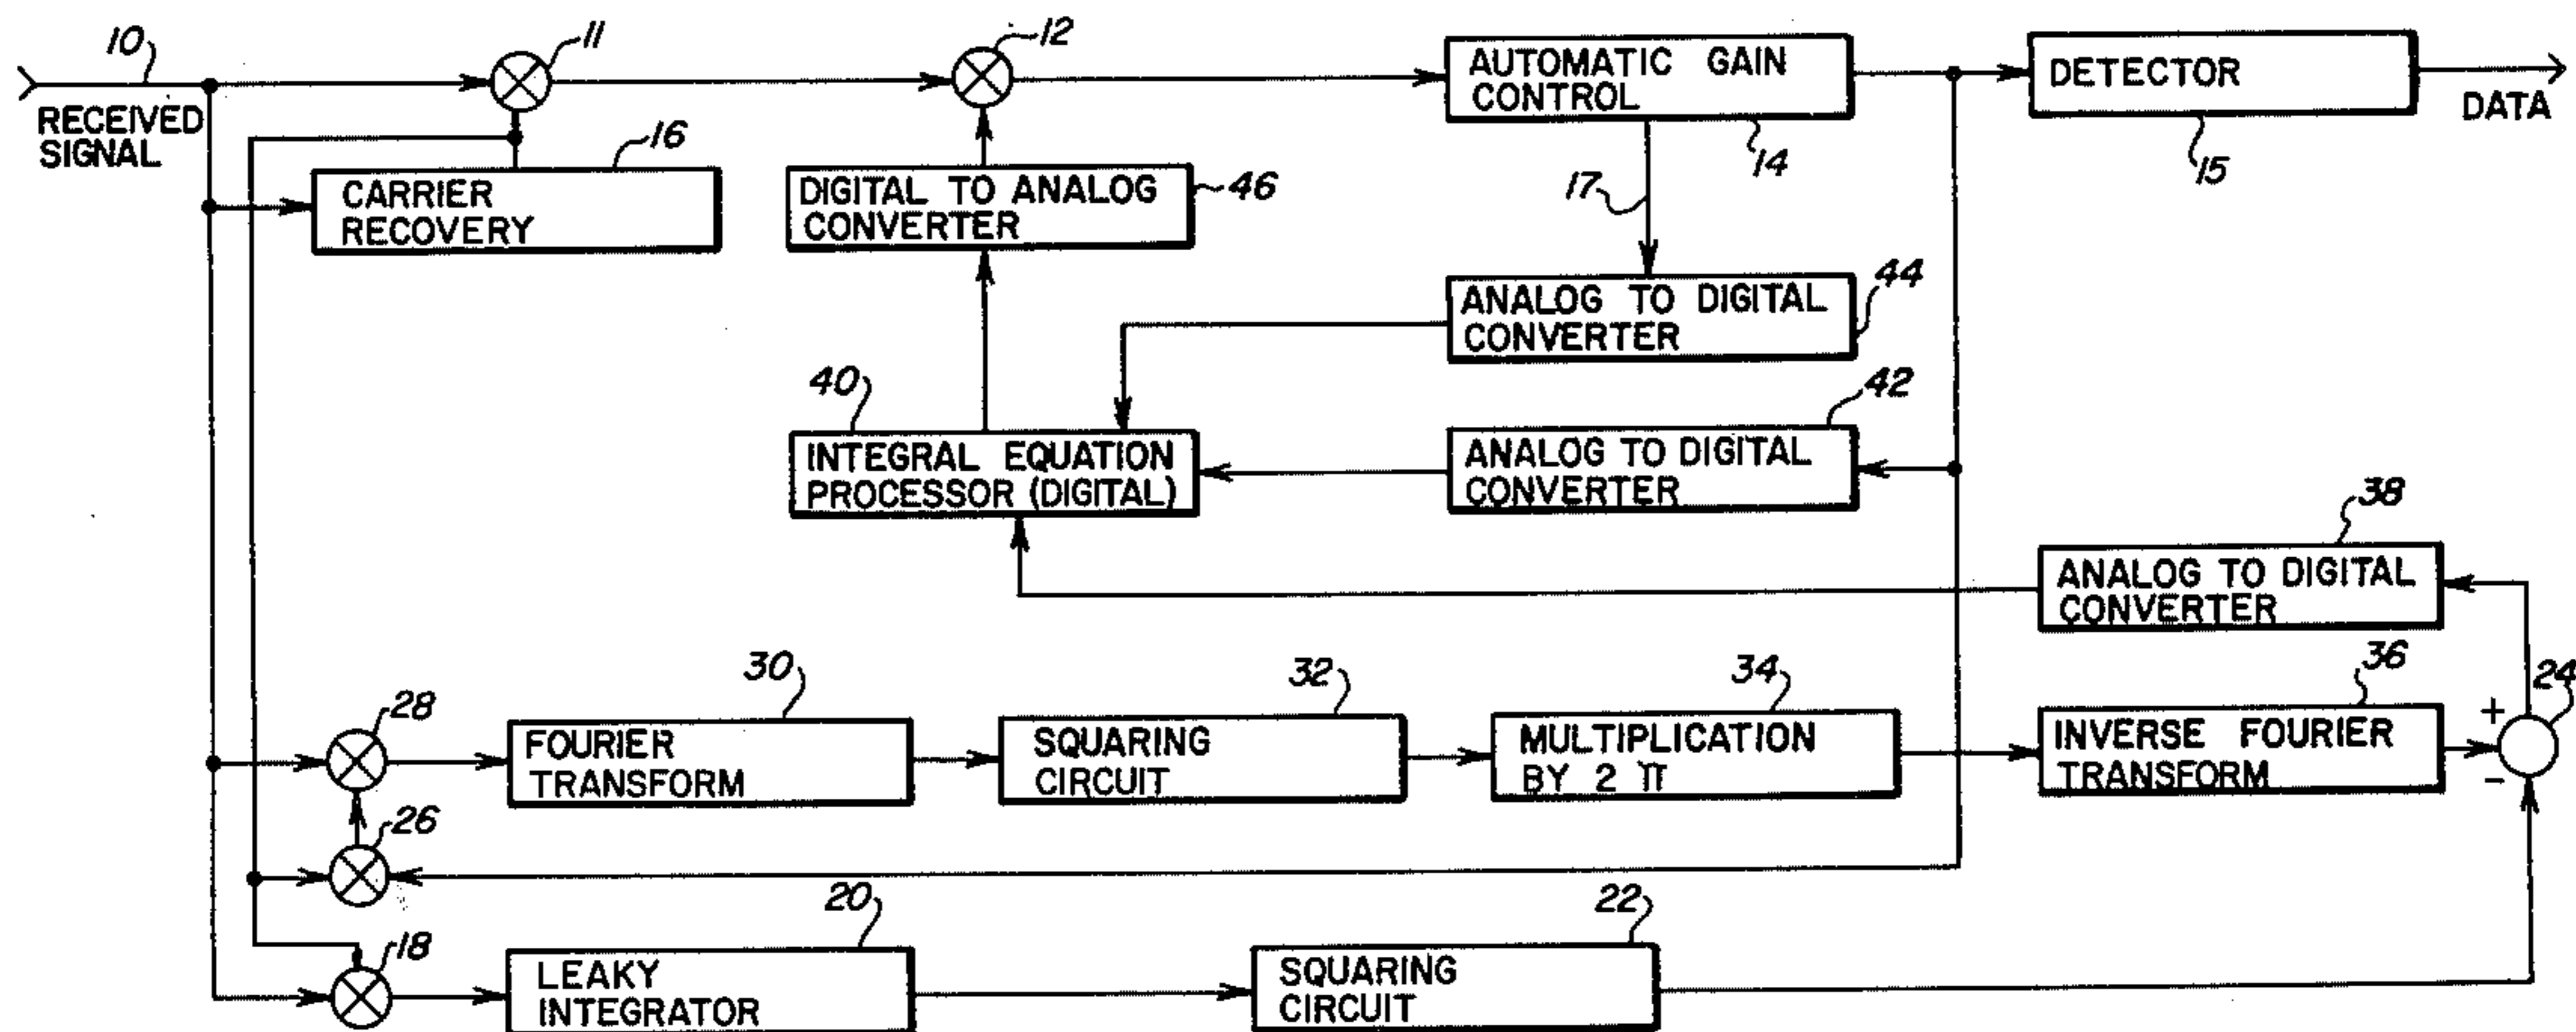 10
11
12
RECEIVED
SIGNAL
AUTOMATIC GAIN
CONTROL
14
DETECTOR
15
DATA
CARRIER
RECOVERY
16
DIGITAL TO ANALOG
CONVERTER
46
17
ANALOG TO DIGITAL
CONVERTER
44
40
INTEGRAL EQUATION
PROCESSOR (DIGITAL)
ANALOG TO DIGITAL
CONVERTER
42
38
ANALOG TO DIGITAL
CONVERTER
28
30
FOURIER
TRANSFORM
32
SQUARING
CIRCUIT
34
MULTIPLICATION
BY 2 π
36
INVERSE FOURIER
TRANSFORM
+
24
−
26
18
20
LEAKY
INTEGRATOR
22
SQUARING
CIRCUIT